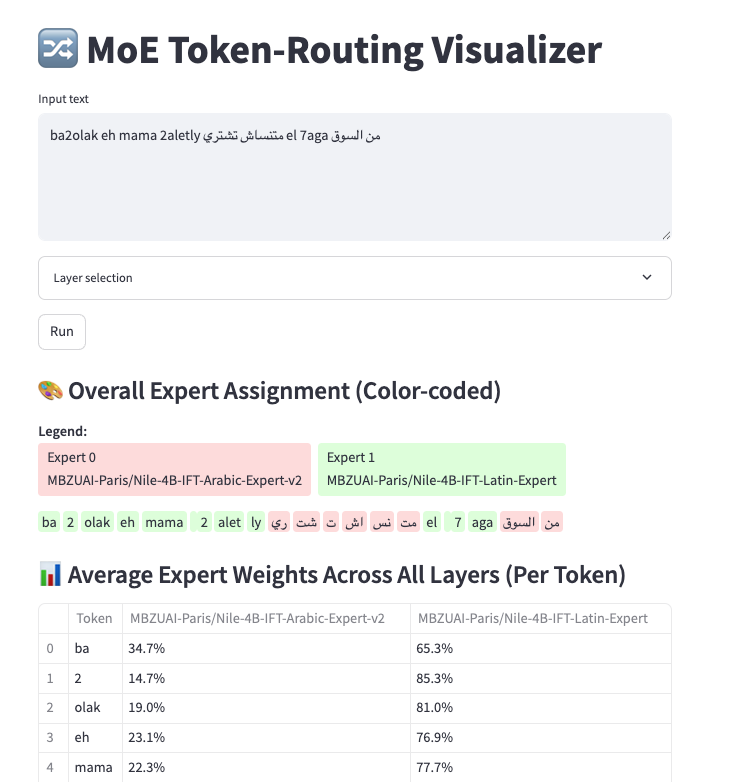 🔀 MoE Token-Routing Visualizer
Input text
ba2olak eh mama 2aletly متنساش تشتري el 7aga من السوق
Layer selection
Run
🎨 Overall Expert Assignment (Color-coded)
Legend:
Expert 0
MBZUAI-Paris/Nile-4B-IFT-Arabic-Expert-v2
Expert 1
MBZUAI-Paris/Nile-4B-IFT-Latin-Expert
ba 2 olak eh mama 2 alet ly مت نس اش ت شت ري el 7 aga من السوق
📊 Average Expert Weights Across All Layers (Per Token)
Token MBZUAI-Paris/Nile-4B-IFT-Arabic-Expert-v2 MBZUAI-Paris/Nile-4B-IFT-Latin-Expert
0 ba 34.7% 65.3%
1 2 14.7% 85.3%
2 olak 19.0% 81.0%
3 eh 23.1% 76.9%
4 mama 22.3% 77.7%